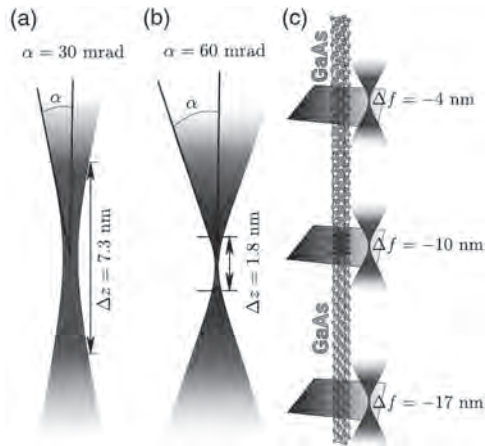 (a)
α = 30 mrad
α
Δz = 7.3 nm
(b)
α = 60 mrad
α
Δz = 1.8 nm
(c)
GaAs
Δf = −4 nm
Δf = −10 nm
GaAs
Δf = −17 nm